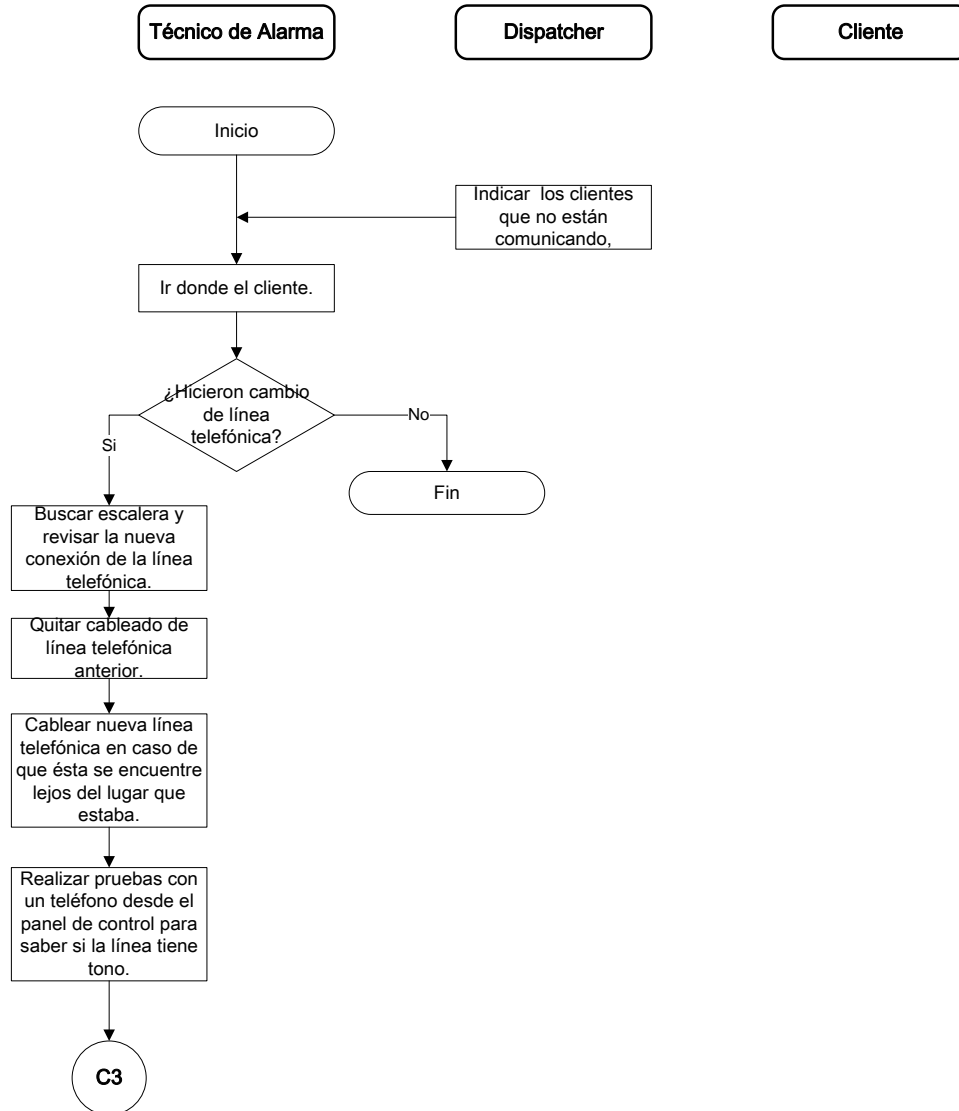 Técnico de Alarma
Dispatcher
Cliente
Inicio
Indicar los clientes
que no están
comunicando,
Ir donde el cliente.
¿Hicieron cambio
de línea
telefónica?
No
Si
Fin
Buscar escalera y
revisar la nueva
conexión de la línea
telefónica.
Quitar cableado de
línea telefónica
anterior.
Cablear nueva línea
telefónica en caso de
que ésta se encuentre
lejos del lugar que
estaba.
Realizar pruebas con
un teléfono desde el
panel de control para
saber si la línea tiene
tono.
C3